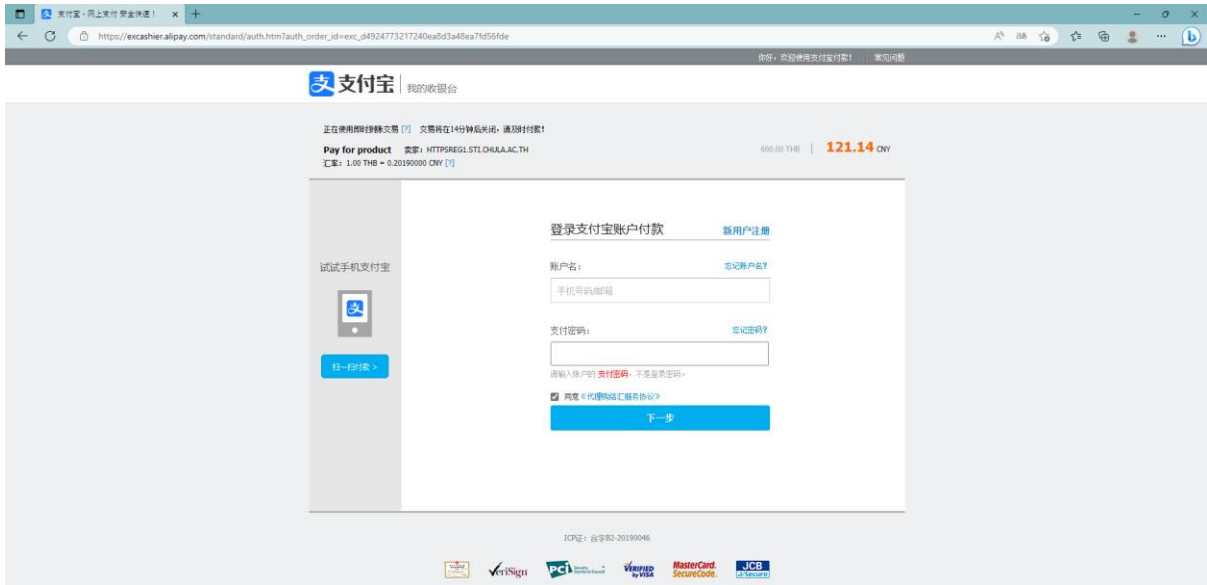 支付宝 - 网上支付 安全快速！
https://excashier.alipay.com/standard/auth.htm?auth_order_id=exc_d4924773217240ea8d3a48ea7fd56fde
你好，欢迎使用支付宝付款！ 常见问题
支付宝 我的收银台
正在使用即时到账交易 [?] 交易将在14分钟后关闭，请及时付款！
Pay for product 卖家：HTTPSREG1.STI.CHULA.AC.TH
600.00 THB | 121.14 CNY
汇率：1.00 THB = 0.20190000 CNY [?]
登录支付宝账户付款 新用户注册
试试手机支付宝
账户名： 忘记账户名?
手机号码/邮箱
支付密码： 忘记密码?
扫一扫付款 >
请输入账户的 支付密码，不是登录密码。
同意《代理购结汇服务协议》
下一步
VeriSign
PCI
VERIFIED by VISA
MasterCard. SecureCode.
JCB J/Secure